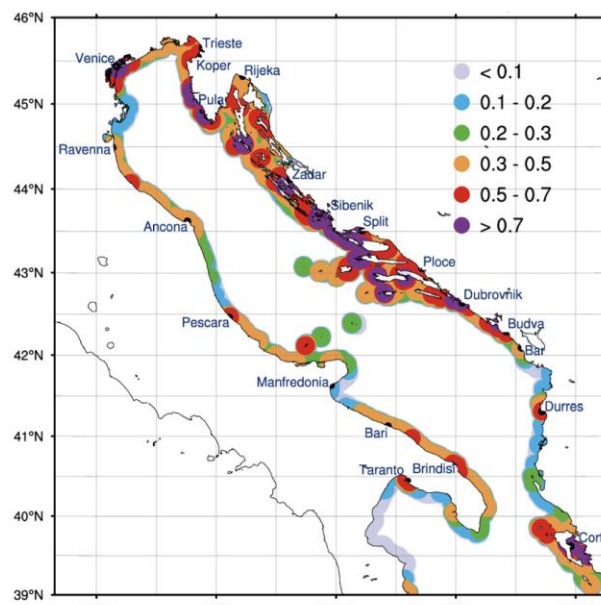 46°N
Trieste
Venice
Koper
Rijeka
< 0.1
45°N
Pula
0.1 - 0.2
Ravenna
0.2 - 0.3
0.3 - 0.5
44°N
Zadar
0.5 - 0.7
Sibenik
> 0.7
Ancona
Split
43°N
Ploce
Dubrovnik
Pescara
Budva
42°N
Bar
Manfredonia
Durres
41°N
Bari
Taranto Brindisi
40°N
Corf
39°N